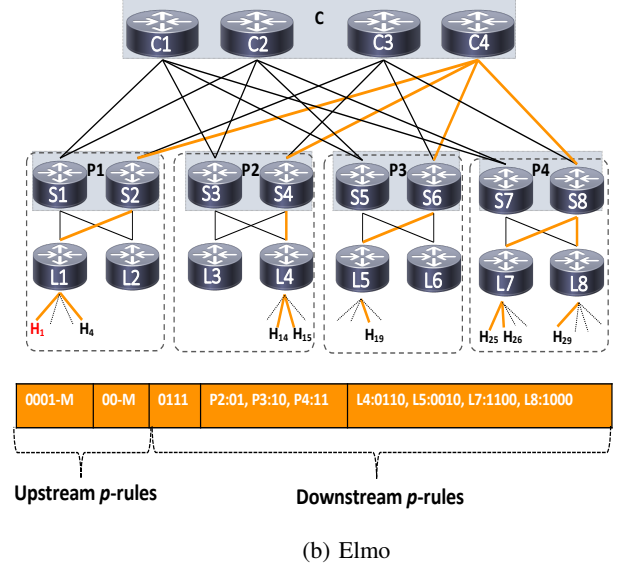 C
C1 C2 C3 C4
P1 P2 P3 P4
S1 S2 S3 S4 S5 S6 S7 S8
L1 L2 L3 L4 L5 L6 L7 L8
H1 H4 H14 H15 H19 H25 H26 H29
0001-M 00-M 0111 P2:01, P3:10, P4:11 L4:0110, L5:0010, L7:1100, L8:1000
Upstream p-rules Downstream p-rules
(b) Elmo